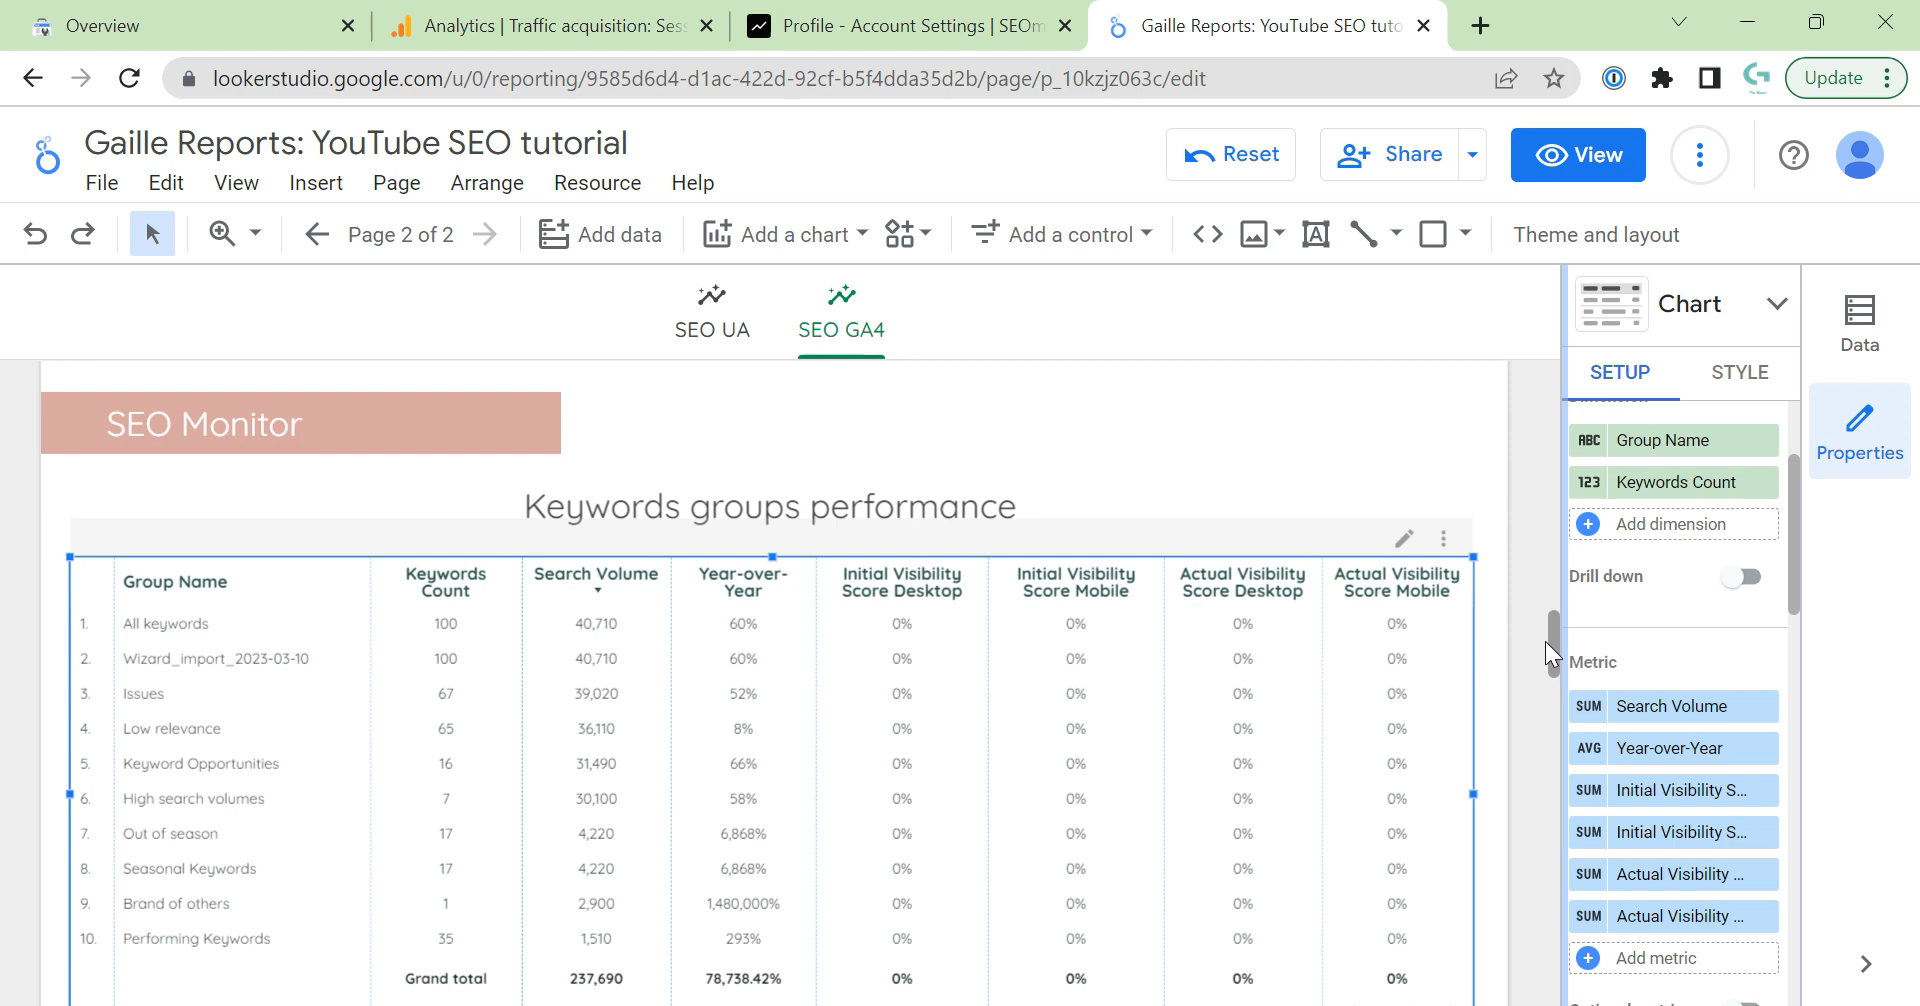 Overview
Analytics | Traffic acquisition: Sess
Profile - Account Settings | SEOm
Gaille Reports: YouTube SEO tuto
lookerstudio.google.com/u/0/reporting/9585d6d4-d1ac-422d-92cf-b5f4dda35d2b/page/p_10kzjz063c/edit
Update
Gaille Reports: YouTube SEO tutorial
Reset
Share
View
File Edit View Insert Page Arrange Resource Help
Page 2 of 2
Add data
Add a chart
Add a control
Theme and layout
SEO UA
SEO GA4
Chart
Data
SETUP STYLE
Properties
SEO Monitor
Keywords groups performance
Group Name Keywords Count Search Volume Year-over-Year Initial Visibility Score Desktop Initial Visibility Score Mobile Actual Visibility Score Desktop Actual Visibility Score Mobile
1. All keywords 100 40,710 60% 0% 0% 0% 0%
2. Wizard_import_2023-03-10 100 40,710 60% 0% 0% 0% 0%
3. Issues 67 39,020 52% 0% 0% 0% 0%
4. Low relevance 65 36,110 8% 0% 0% 0% 0%
5. Keyword Opportunities 16 31,490 66% 0% 0% 0% 0%
6. High search volumes 7 30,100 58% 0% 0% 0% 0%
7. Out of season 17 4,220 6,868% 0% 0% 0% 0%
8. Seasonal Keywords 17 4,220 6,868% 0% 0% 0% 0%
9. Brand of others 1 2,900 1,480,000% 0% 0% 0% 0%
10. Performing Keywords 35 1,510 293% 0% 0% 0% 0%
Grand total 237,690 78,738.42% 0% 0% 0% 0%
ABC Group Name
123 Keywords Count
Add dimension
Drill down
Metric
SUM Search Volume
AVG Year-over-Year
SUM Initial Visibility S...
SUM Initial Visibility S...
SUM Actual Visibility ...
SUM Actual Visibility ...
Add metric